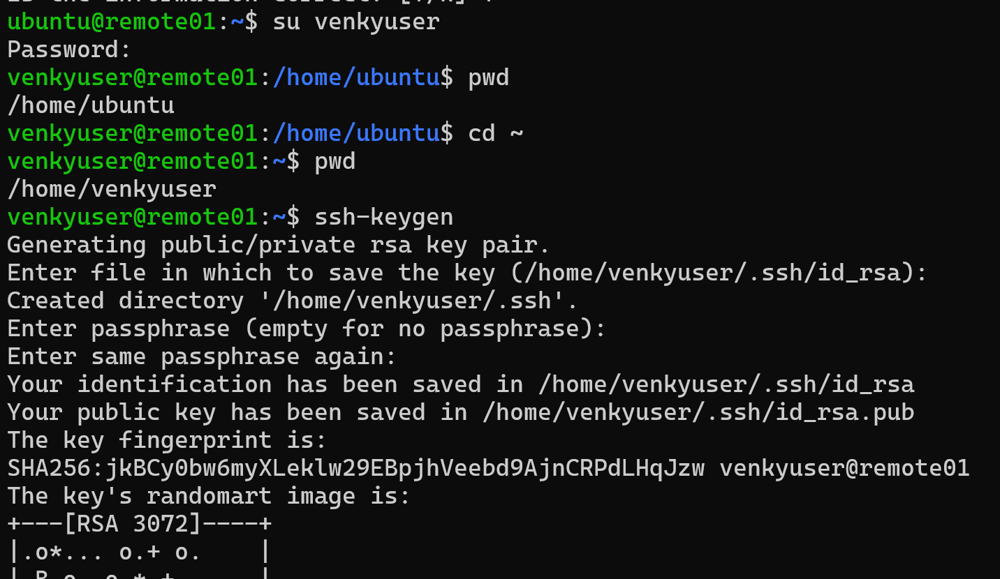 ubuntu@remote01:~$ su venkyuser
Password:
venkyuser@remote01:/home/ubuntu$ pwd
/home/ubuntu
venkyuser@remote01:/home/ubuntu$ cd ~
venkyuser@remote01:~$ pwd
/home/venkyuser
venkyuser@remote01:~$ ssh-keygen
Generating public/private rsa key pair.
Enter file in which to save the key (/home/venkyuser/.ssh/id_rsa):
Created directory '/home/venkyuser/.ssh'.
Enter passphrase (empty for no passphrase):
Enter same passphrase again:
Your identification has been saved in /home/venkyuser/.ssh/id_rsa
Your public key has been saved in /home/venkyuser/.ssh/id_rsa.pub
The key fingerprint is:
SHA256:jkBCy0bw6myXLeklw29EBpjhVeebd9AjnCRPdLHqJzw venkyuser@remote01
The key's randomart image is:
+---[RSA 3072]----+
|.o*... o.+ o.    |